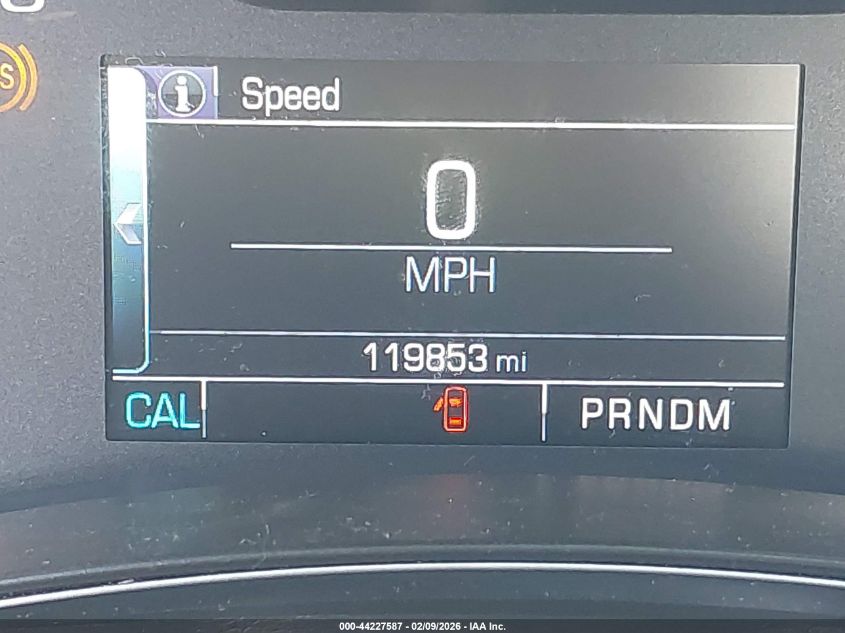 Speed
0
MPH
119853 mi
CAL
PRNDM
000-44227587 - 02/09/2026 - IAA Inc.